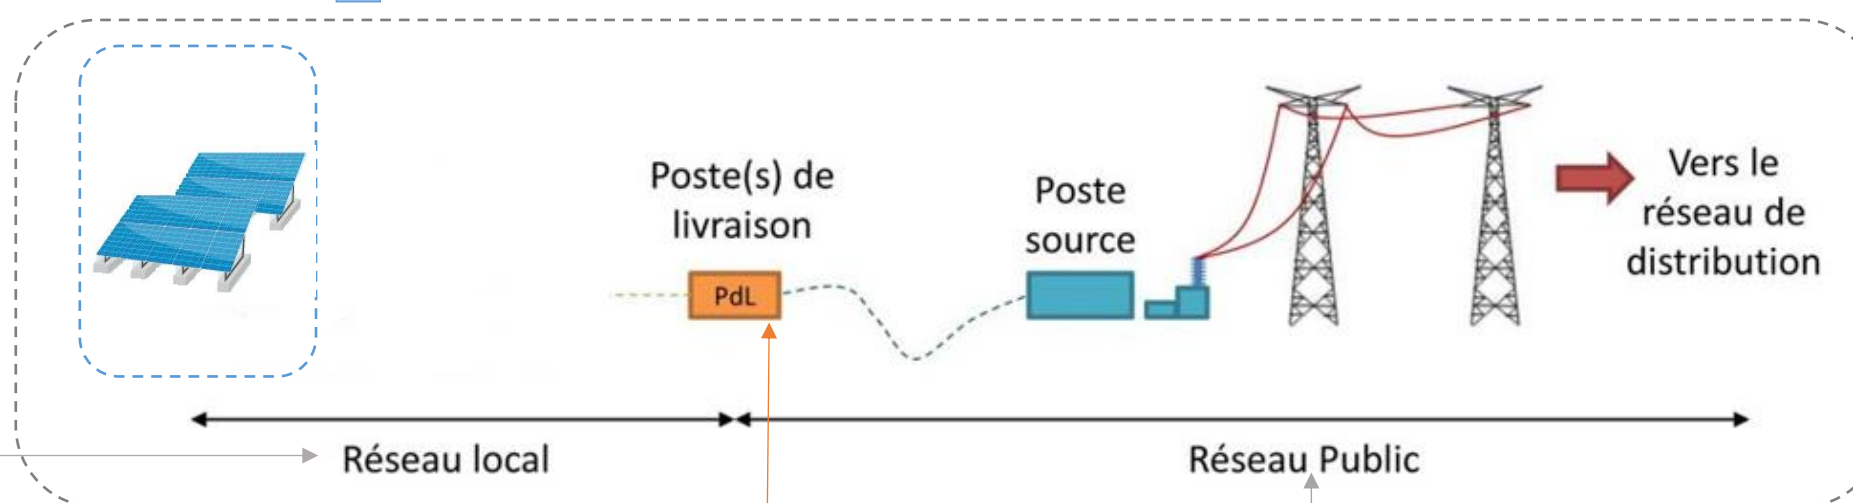 Poste(s) de
livraison
PdL
Poste
source
Vers le
réseau de
distribution
Réseau local
Réseau Public